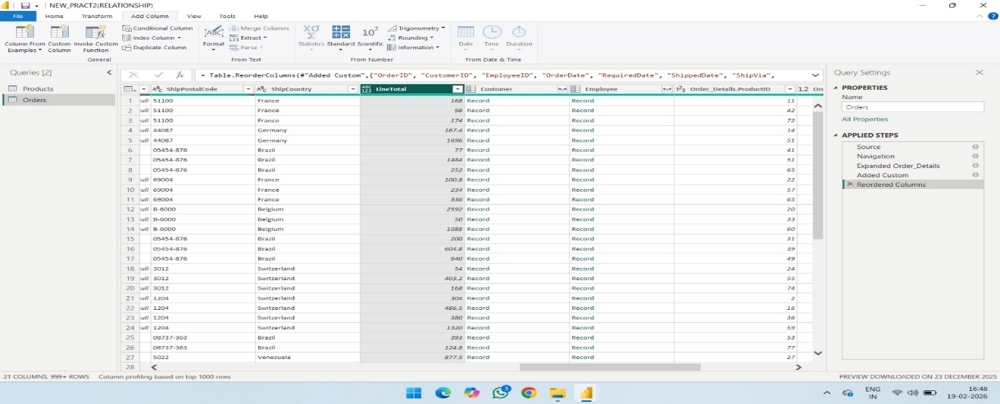 NEW_PRACT2(RELATIONSHIP)
File Home Transform Add Column View Tools Help
Column From Examples
Custom Column
Invoke Custom Function
Conditional Column
Index Column
Duplicate Column
General
Format
Merge Columns
Extract
Parse
From Text
Statistics
Standard
Scientific
Trigonometry
Rounding
Information
From Number
Date
Time
Duration
From Date & Time
Queries [2]
Products
Orders
= Table.ReorderColumns(#"Added Custom",{"OrderID", "CustomerID", "EmployeeID", "OrderDate", "RequiredDate", "ShippedDate", "ShipVia",
ShipPostalCode ShipCountry LineTotal Customer Employee Order_Details.ProductID 1.2 Orc
1 ull 51100 France 168 Record Record 11
2 ull 51100 France 98 Record Record 42
3 ull 51100 France 174 Record Record 72
4 ull 44087 Germany 167.4 Record Record 14
5 ull 44087 Germany 1696 Record Record 51
6 05454-876 Brazil 77 Record Record 41
7 05454-876 Brazil 1484 Record Record 51
8 05454-876 Brazil 252 Record Record 65
9 ull 69004 France 100.8 Record Record 22
10 ull 69004 France 234 Record Record 57
11 ull 69004 France 336 Record Record 65
12 ull B-6000 Belgium 2592 Record Record 20
13 ull B-6000 Belgium 50 Record Record 33
14 ull B-6000 Belgium 1088 Record Record 60
15 05454-876 Brazil 200 Record Record 31
16 05454-876 Brazil 604.8 Record Record 39
17 05454-876 Brazil 640 Record Record 49
18 ull 3012 Switzerland 54 Record Record 24
19 ull 3012 Switzerland 403.2 Record Record 55
20 ull 3012 Switzerland 168 Record Record 74
21 ull 1204 Switzerland 304 Record Record 2
22 ull 1204 Switzerland 486.5 Record Record 16
23 ull 1204 Switzerland 380 Record Record 36
24 ull 1204 Switzerland 1320 Record Record 59
25 08737-363 Brazil 393 Record Record 53
26 08737-363 Brazil 124.8 Record Record 77
27 5022 Venezuela 877.5 Record Record 27
28
Query Settings
PROPERTIES
Name
Orders
All Properties
APPLIED STEPS
Source
Navigation
Expanded Order_Details
Added Custom
Reordered Columns
21 COLUMNS, 999+ ROWS Column profiling based on top 1000 rows
PREVIEW DOWNLOADED ON 23 DECEMBER 2025
ENG
IN
16:48
19-02-2026